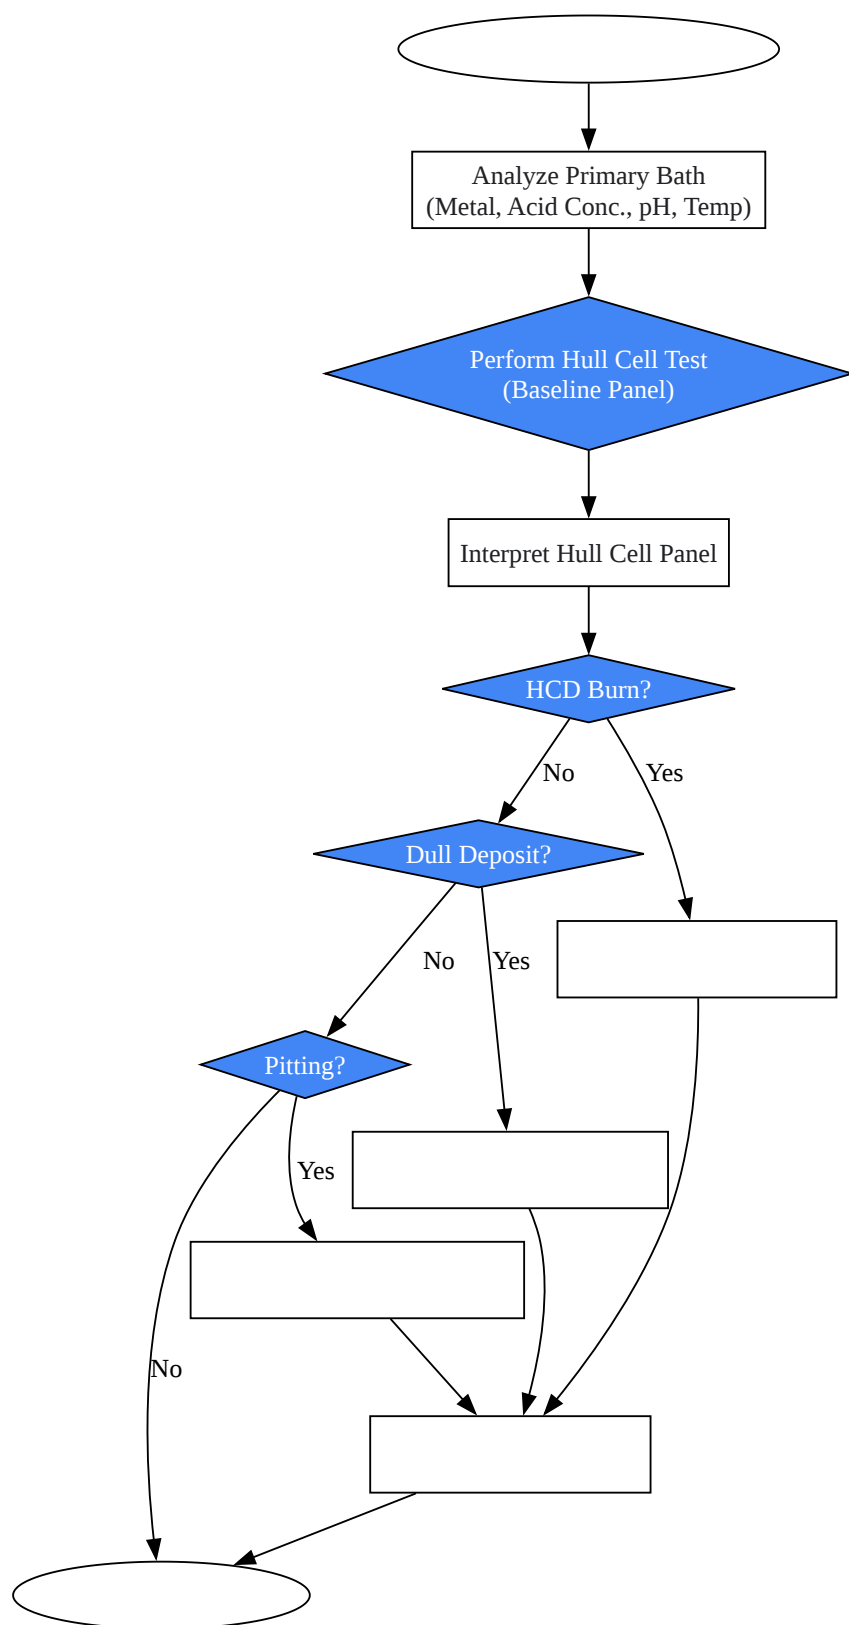 Analyze Primary Bath
(Metal, Acid Conc., pH, Temp)
Perform Hull Cell Test
(Baseline Panel)
Interpret Hull Cell Panel
HCD Burn?
No
Yes
Dull Deposit?
No
Yes
Pitting?
Yes
No